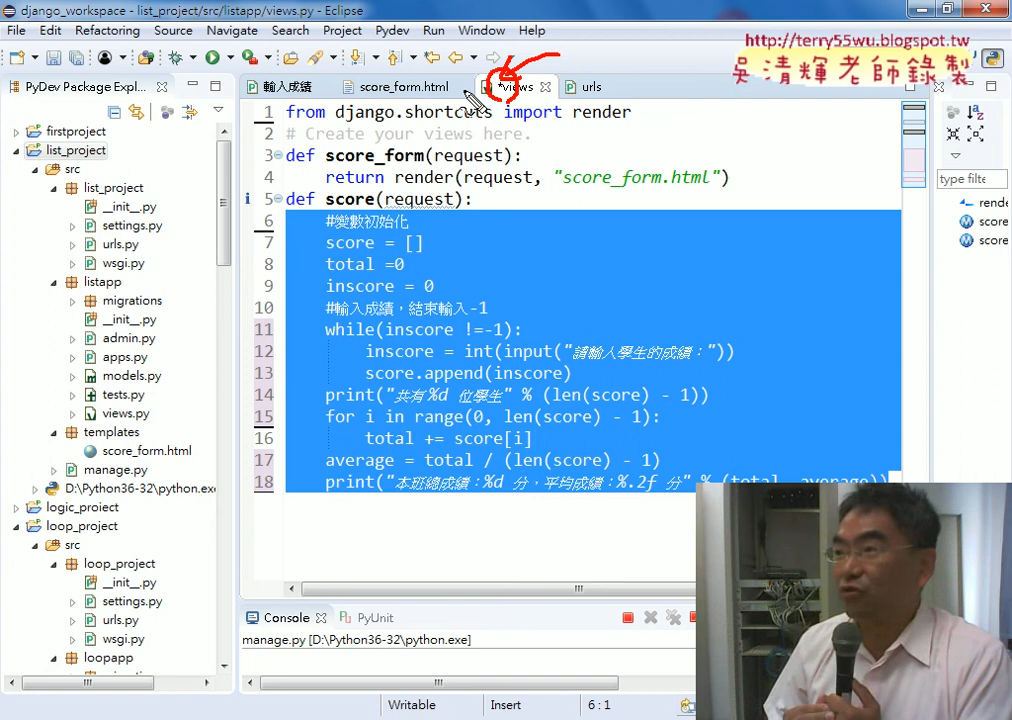 django_workspace - list_project/src/listapp/views.py - Eclipse
File Edit Refactoring Source Navigate Search Project Pydev Run Window Help
http://terry55wu.blogspot.tw
吳清輝老師錄製
PyDev Package Expl...
輸入成績
score_form.html
*views
urls
firstproject
list_project
src
list_project
__init__.py
settings.py
urls.py
wsgi.py
listapp
migrations
__init__.py
admin.py
apps.py
models.py
tests.py
views.py
templates
score_form.html
manage.py
D:\Python36-32\python.exe
logic_project
loop_project
src
loop_project
__init__.py
settings.py
urls.py
wsgi.py
loopapp
1 from django.shortcuts import render
2 # Create your views here.
3 def score_form(request):
4 return render(request, "score_form.html")
5 def score(request):
6 #變數初始化
7 score = []
8 total =0
9 inscore = 0
10 #輸入成績，結束輸入-1
11 while(inscore !=-1):
12 inscore = int(input("請輸人學生的成績："))
13 score.append(inscore)
14 print("共有%d 位學生" % (len(score) - 1))
15 for i in range(0, len(score) - 1):
16 total += score[i]
17 average = total / (len(score) - 1)
18 print("本班總成績：%d 分，平均成績：%.2f 分" % (total, average))
type filte
rende
score
score
Console
PyUnit
manage.py [D:\Python36-32\python.exe]
Writable
Insert
6 : 1